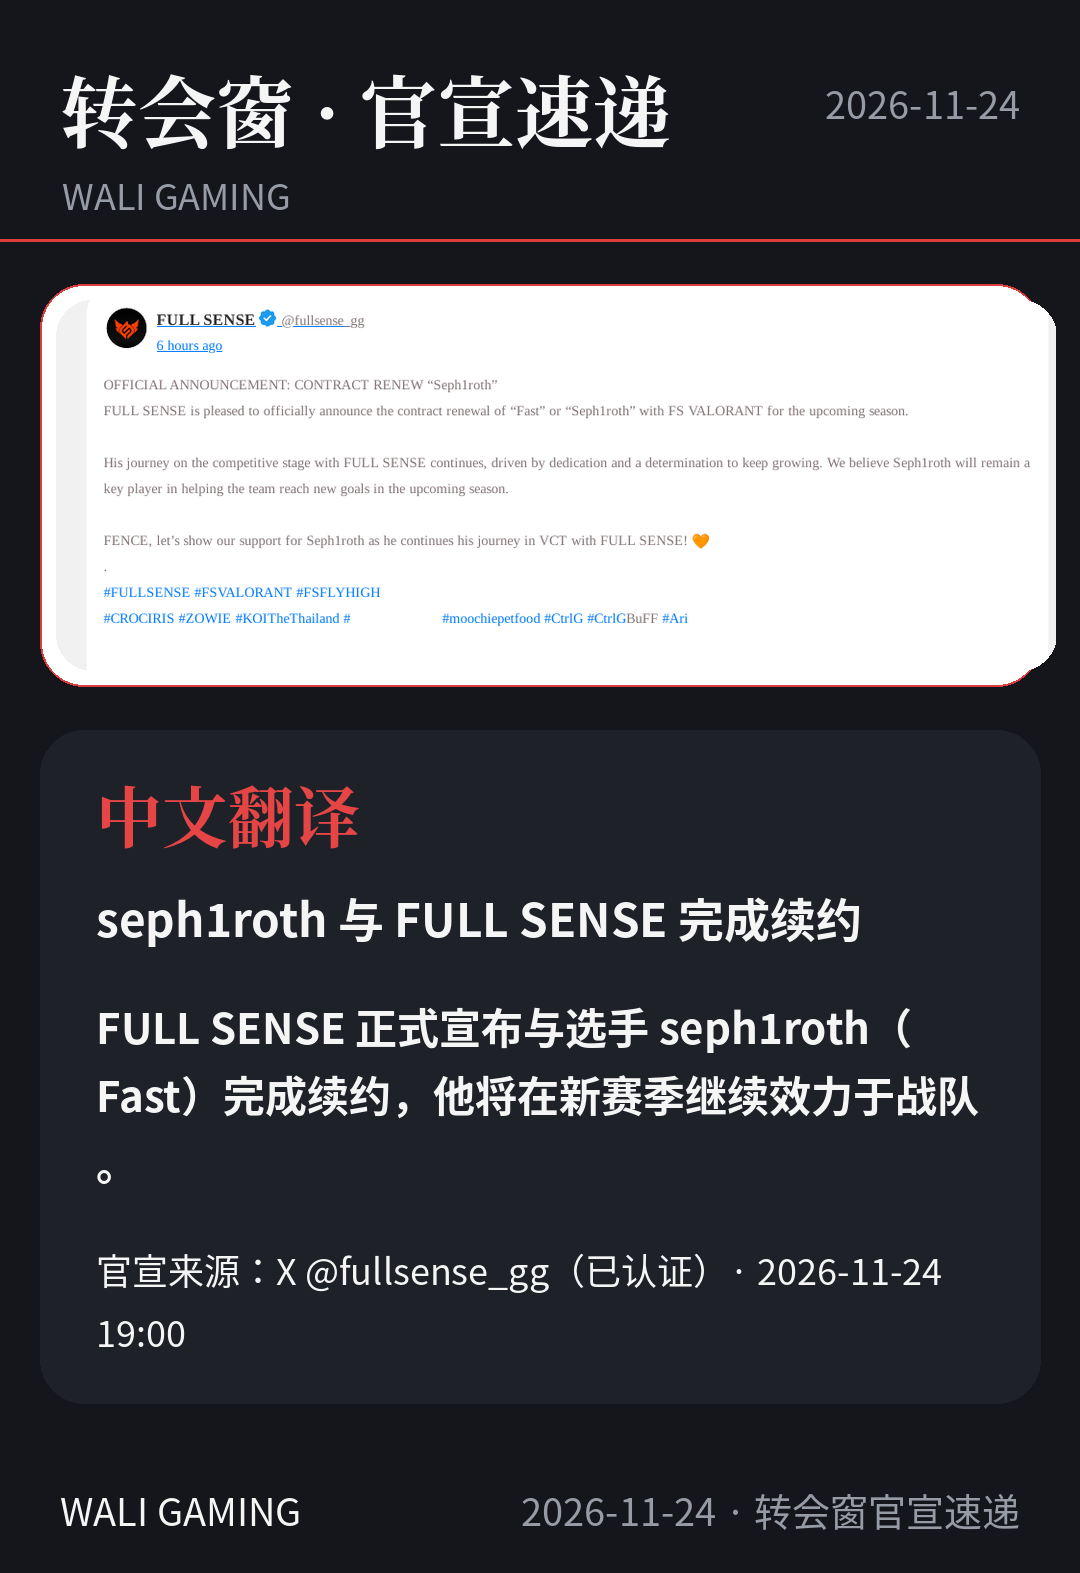 转会窗 · 官宣速递
2026-11-24
WALI GAMING
FULL SENSE @fullsense_gg
6 hours ago
OFFICIAL ANNOUNCEMENT: CONTRACT RENEW “Seph1roth”
FULL SENSE is pleased to officially announce the contract renewal of “Fast” or “Seph1roth” with FS VALORANT for the upcoming season.
His journey on the competitive stage with FULL SENSE continues, driven by dedication and a determination to keep growing. We believe Seph1roth will remain a
key player in helping the team reach new goals in the upcoming season.
FENCE, let’s show our support for Seph1roth as he continues his journey in VCT with FULL SENSE! 🧡
.
#FULLSENSE #FSVALORANT #FSFLYHIGH
#CROCIRIS #ZOWIE #KOITheThailand # #moochiepetfood #CtrlG #CtrlGBuFF #Ari
中文翻译
seph1roth 与 FULL SENSE 完成续约
FULL SENSE 正式宣布与选手 seph1roth（
Fast）完成续约，他将在新赛季继续效力于战队
。
官宣来源：X @fullsense_gg（已认证）· 2026-11-24
19:00
WALI GAMING
2026-11-24 · 转会窗官宣速递